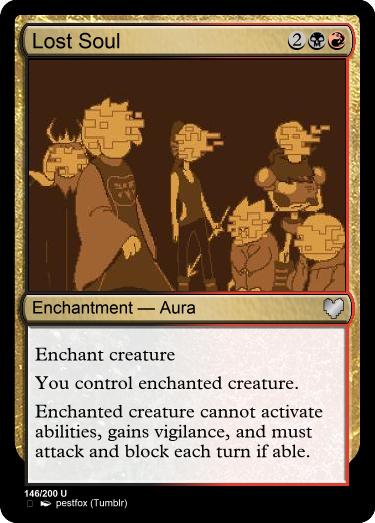 Lost Soul 2
Enchantment — Aura
Enchant creature
You control enchanted creature.
Enchanted creature cannot activate
abilities, gains vigilance, and must
attack and block each turn if able.
146/200 U
pestfox (Tumblr)